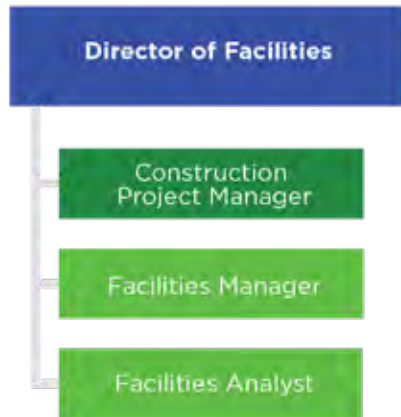 Director of Facilities
Construction
Project Manager
Facilities Manager
Facilities Analyst